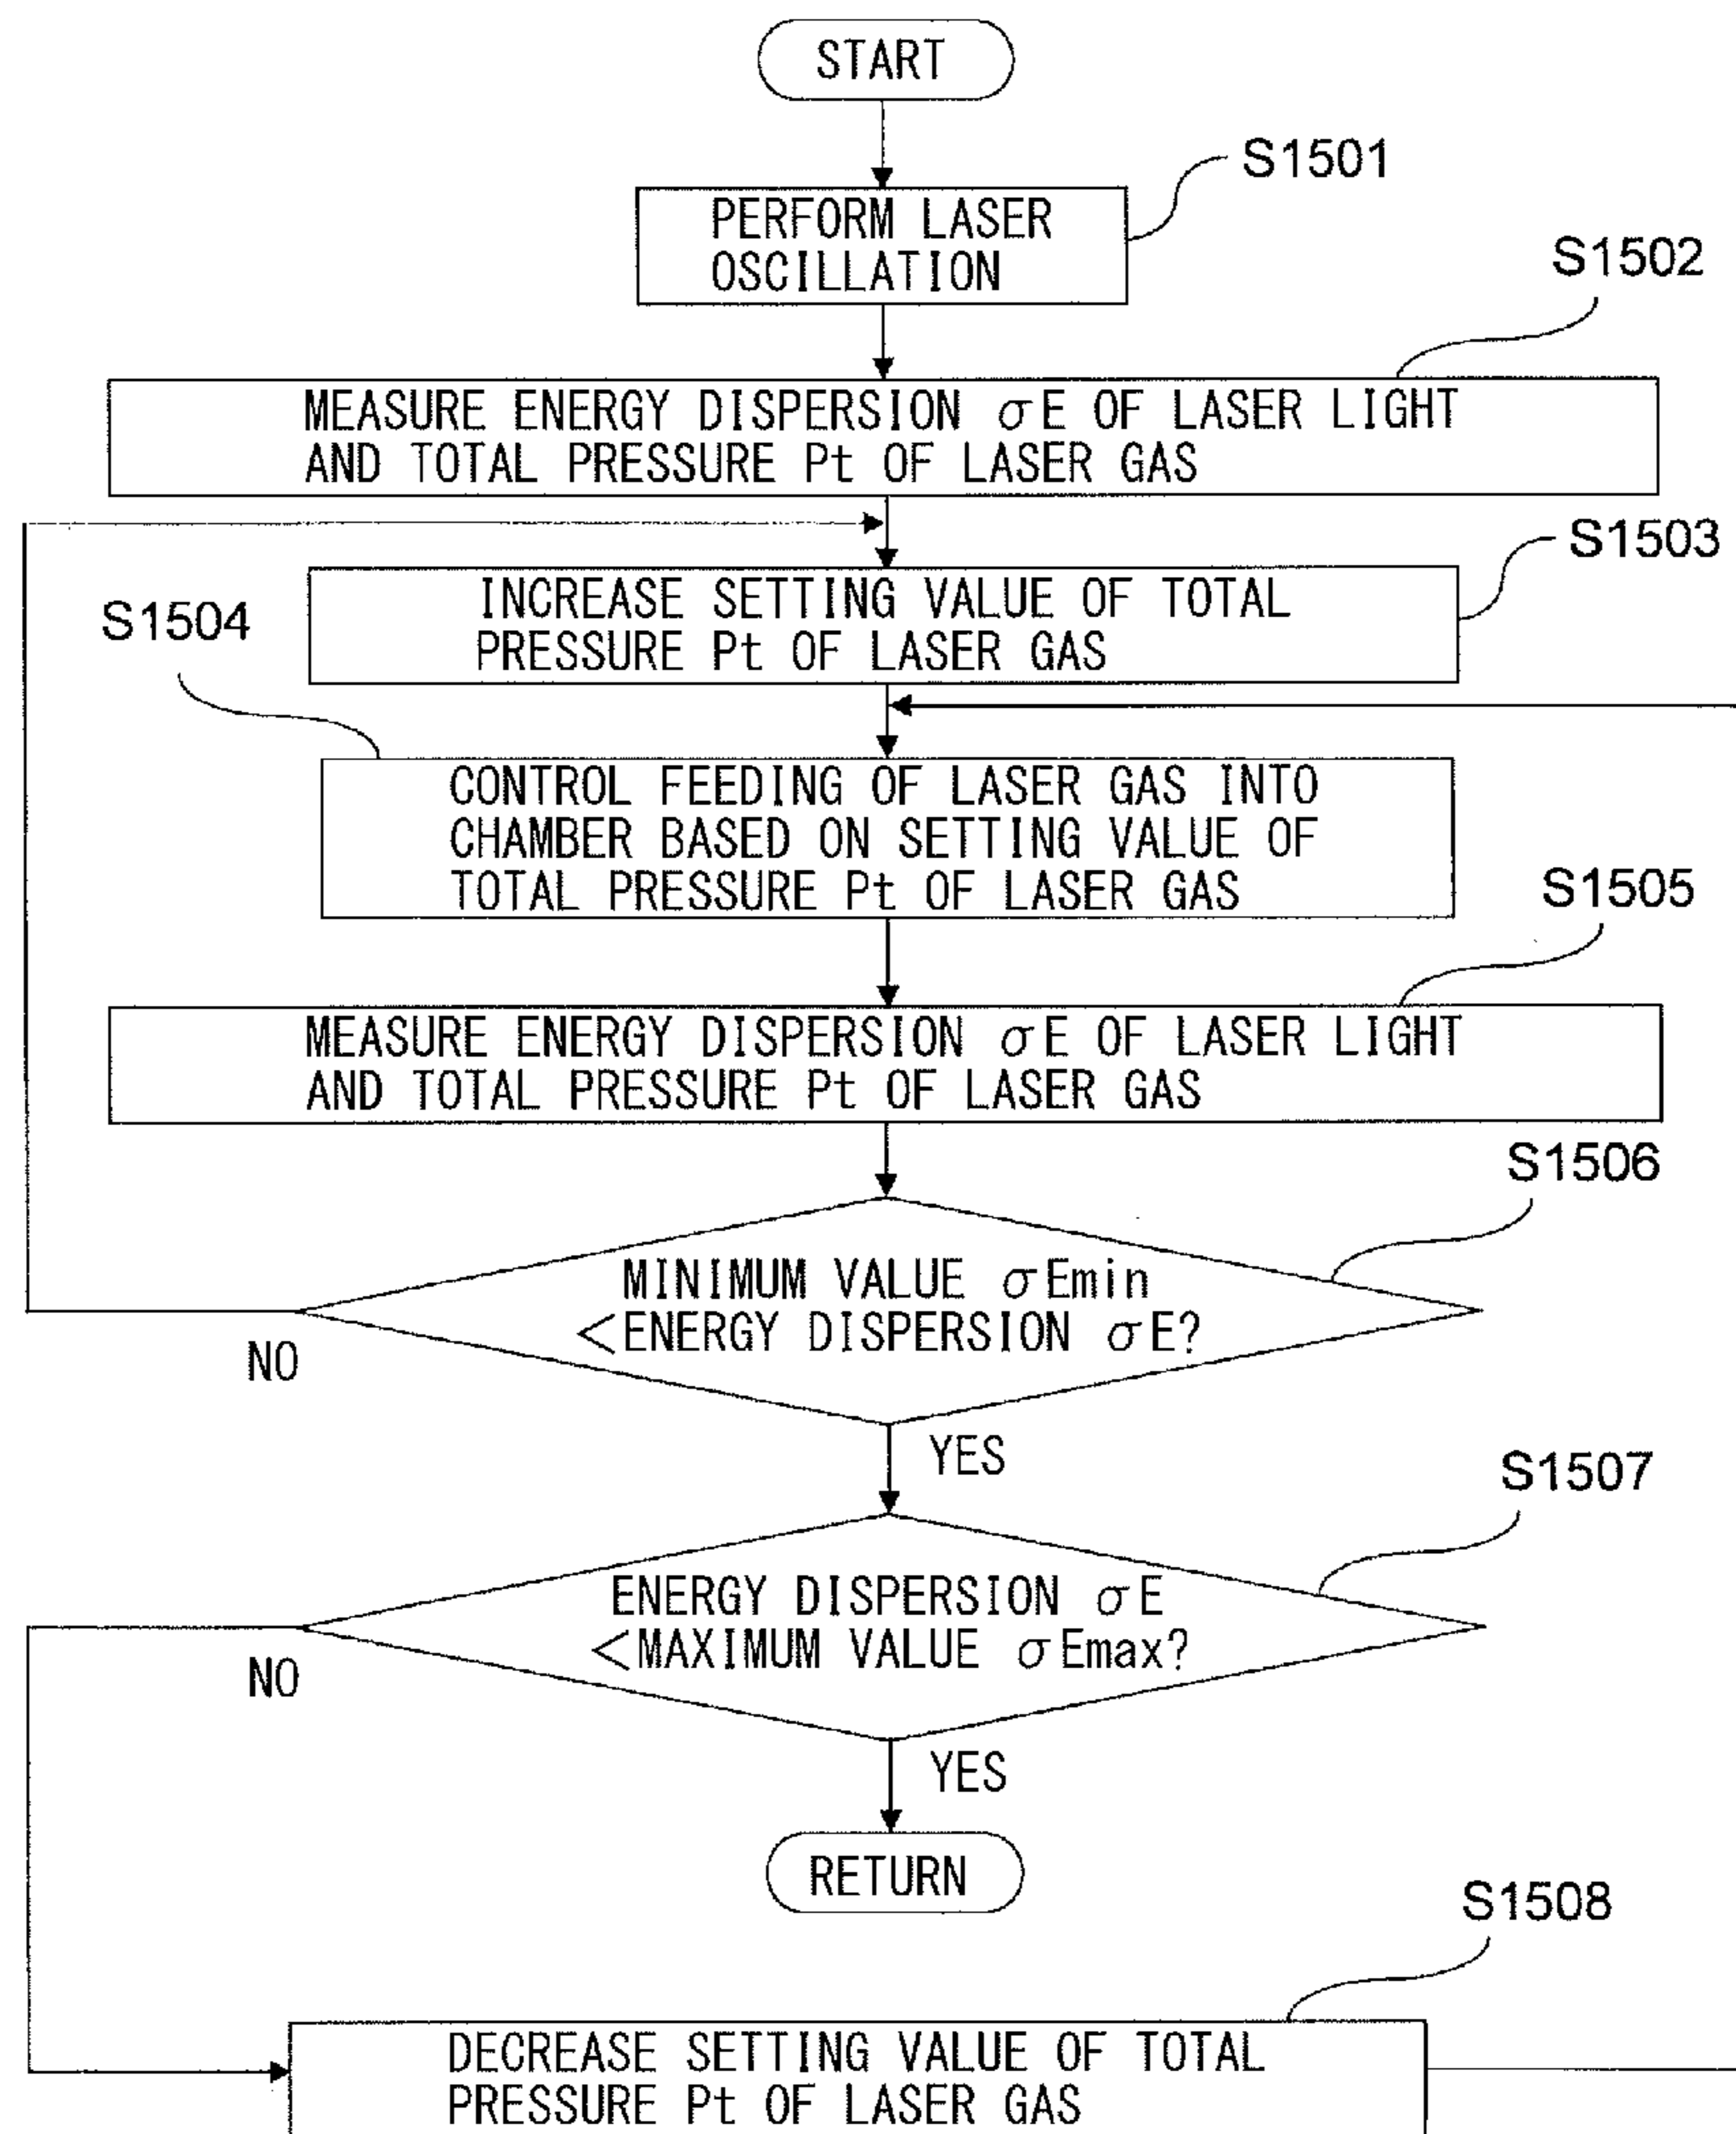 START
S1501
PERFORM LASER
OSCILLATION
S1502
MEASURE ENERGY DISPERSION σE OF LASER LIGHT
AND TOTAL PRESSURE Pt OF LASER GAS
S1503
INCREASE SETTING VALUE OF TOTAL
PRESSURE Pt OF LASER GAS
S1504
CONTROL FEEDING OF LASER GAS INTO
CHAMBER BASED ON SETTING VALUE OF
TOTAL PRESSURE Pt OF LASER GAS
S1505
MEASURE ENERGY DISPERSION σE OF LASER LIGHT
AND TOTAL PRESSURE Pt OF LASER GAS
S1506
MINIMUM VALUE σEmin
<ENERGY DISPERSION σE?
NO
YES
S1507
ENERGY DISPERSION σE
<MAXIMUM VALUE σEmax?
NO
YES
RETURN
S1508
DECREASE SETTING VALUE OF TOTAL
PRESSURE Pt OF LASER GAS